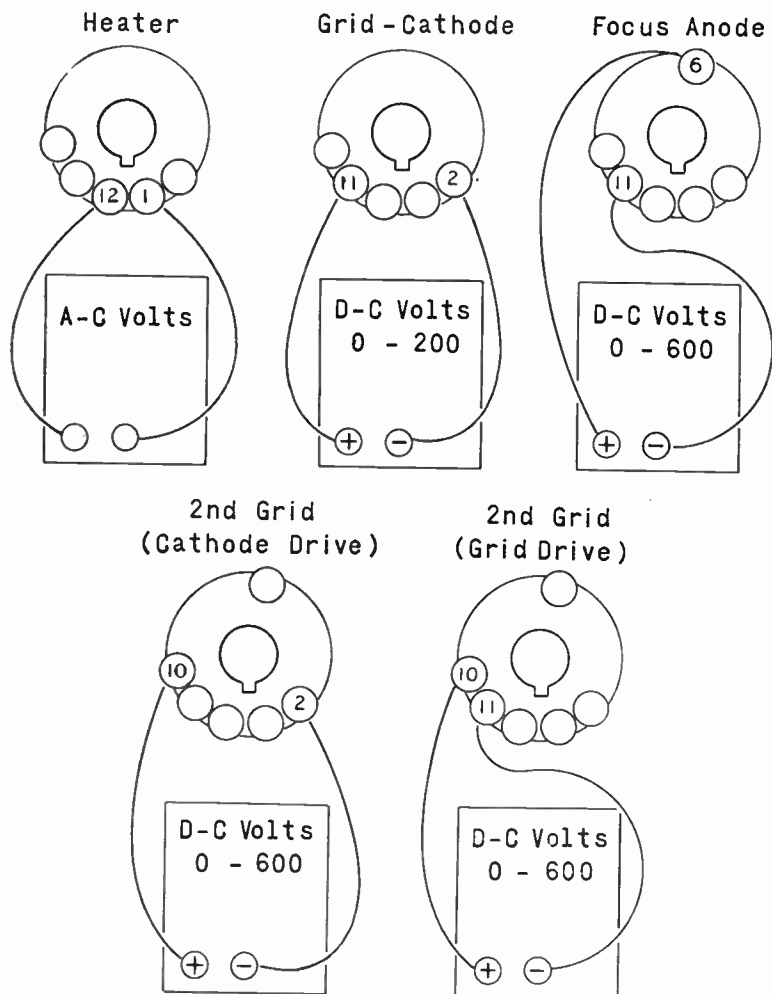 Heater
Grid-Cathode
Focus Anode
12 1
11 2
6
11
A-C Volts
D-C Volts
0 - 200
+ -
D-C Volts
0 - 600
+ -
2nd Grid
(Cathode Drive)
2nd Grid
(Grid Drive)
10
2
10
11
D-C Volts
0 - 600
+ -
D-C Volts
0 - 600
+ -